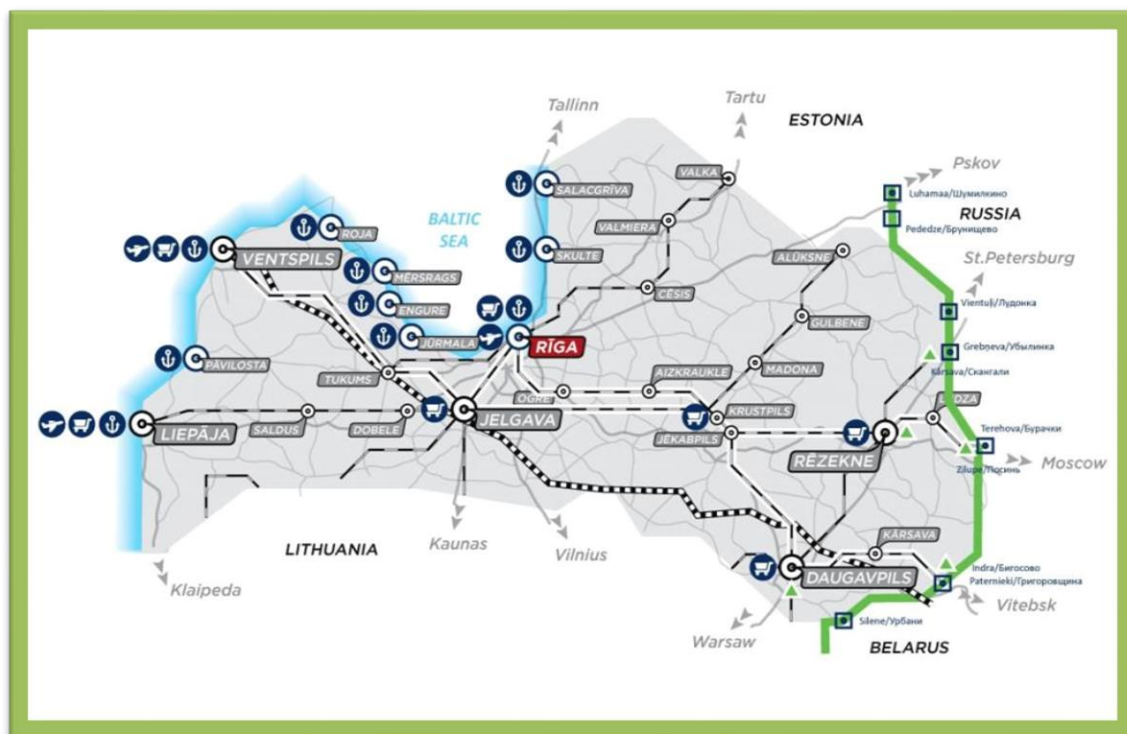 Tallinn
Tartu
ESTONIA
Pskov
VALKA
Luhamaa/Шумилкино
SALACGRĪVA
RUSSIA
BALTIC
SEA
ROJA
VALMIERA
Pededze/Брунищево
VENTSPILS
SKULTE
ALŪKSNE
St.Petersburg
MĒRSRAGS
CĒSIS
ENGURE
Vientuļi/Лудонка
GULBENE
JŪRMALA
RĪGA
Grebņeva/Убылинка
PĀVILOSTA
MADONA
Kārsava/Скангали
TUKUMS
AIZKRAUKLE
OGRE
KRUSTPILS
LIEPĀJA
SALDUS
DOBELE
JELGAVA
JĒKABPILS
Terehova/Бурачки
RĒZEKNE
Moscow
Zilupe/Посинь
KĀRSAVA
LITHUANIA
Kaunas
Vilnius
Klaipeda
DAUGAVPILS
Indra/Бигосово
Paternieki/Григоровщина
Vitebsk
Silene/Урбани
Warsaw
BELARUS